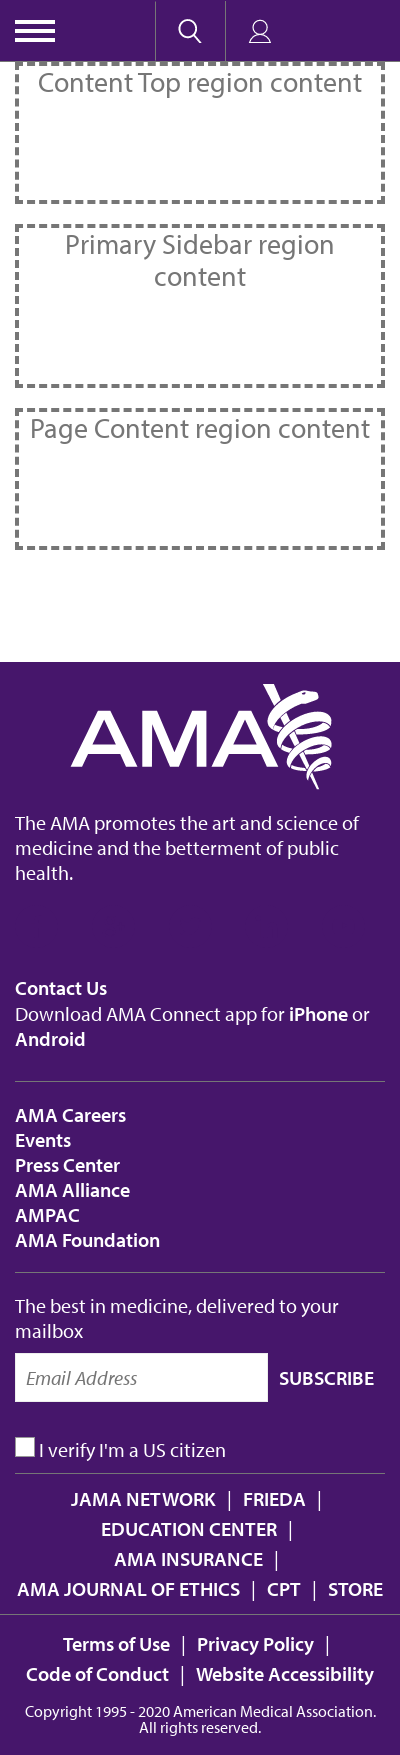 Content Top region content
Primary Sidebar region
content
Page Content region content
AMA
The AMA promotes the art and science of
medicine and the betterment of public
health.
Contact Us
Download AMA Connect app for iPhone or
Android
AMA Careers
Events
Press Center
AMA Alliance
AMPAC
AMA Foundation
The best in medicine, delivered to your
mailbox
Email Address SUBSCRIBE
I verify I'm a US citizen
JAMA NETWORK | FRIEDA |
EDUCATION CENTER |
AMA INSURANCE |
AMA JOURNAL OF ETHICS | CPT | STORE
Terms of Use | Privacy Policy |
Code of Conduct | Website Accessibility
Copyright 1995 - 2020 American Medical Association.
All rights reserved.